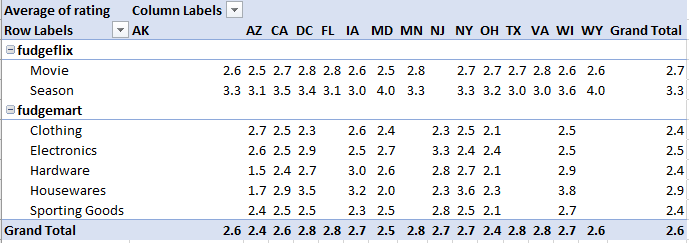 Average of rating Column Labels
Row Labels AK AZ CA DC FL IA MD MN NJ NY OH TX VA WI WY Grand Total
fudgeflix
Movie 2.6 2.5 2.7 2.8 2.8 2.6 2.5 2.8 2.7 2.7 2.7 2.8 2.6 2.6 2.7
Season 3.3 3.1 3.5 3.4 3.1 3.0 4.0 3.3 3.3 3.2 3.0 3.0 3.6 4.0 3.3
fudgemart
Clothing 2.7 2.5 2.3 2.6 2.4 2.3 2.5 2.1 2.5 2.4
Electronics 2.6 2.5 2.9 2.5 2.7 3.3 2.4 2.4 2.5 2.5
Hardware 1.5 2.4 2.7 3.0 2.6 2.8 2.7 2.1 2.9 2.4
Housewares 1.7 2.9 3.5 3.2 2.0 2.3 3.6 2.3 3.8 2.9
Sporting Goods 2.4 2.5 2.5 2.3 2.5 2.8 2.5 2.1 2.7 2.4
Grand Total 2.6 2.4 2.6 2.8 2.8 2.7 2.5 2.8 2.7 2.7 2.4 2.8 2.8 2.7 2.6 2.6